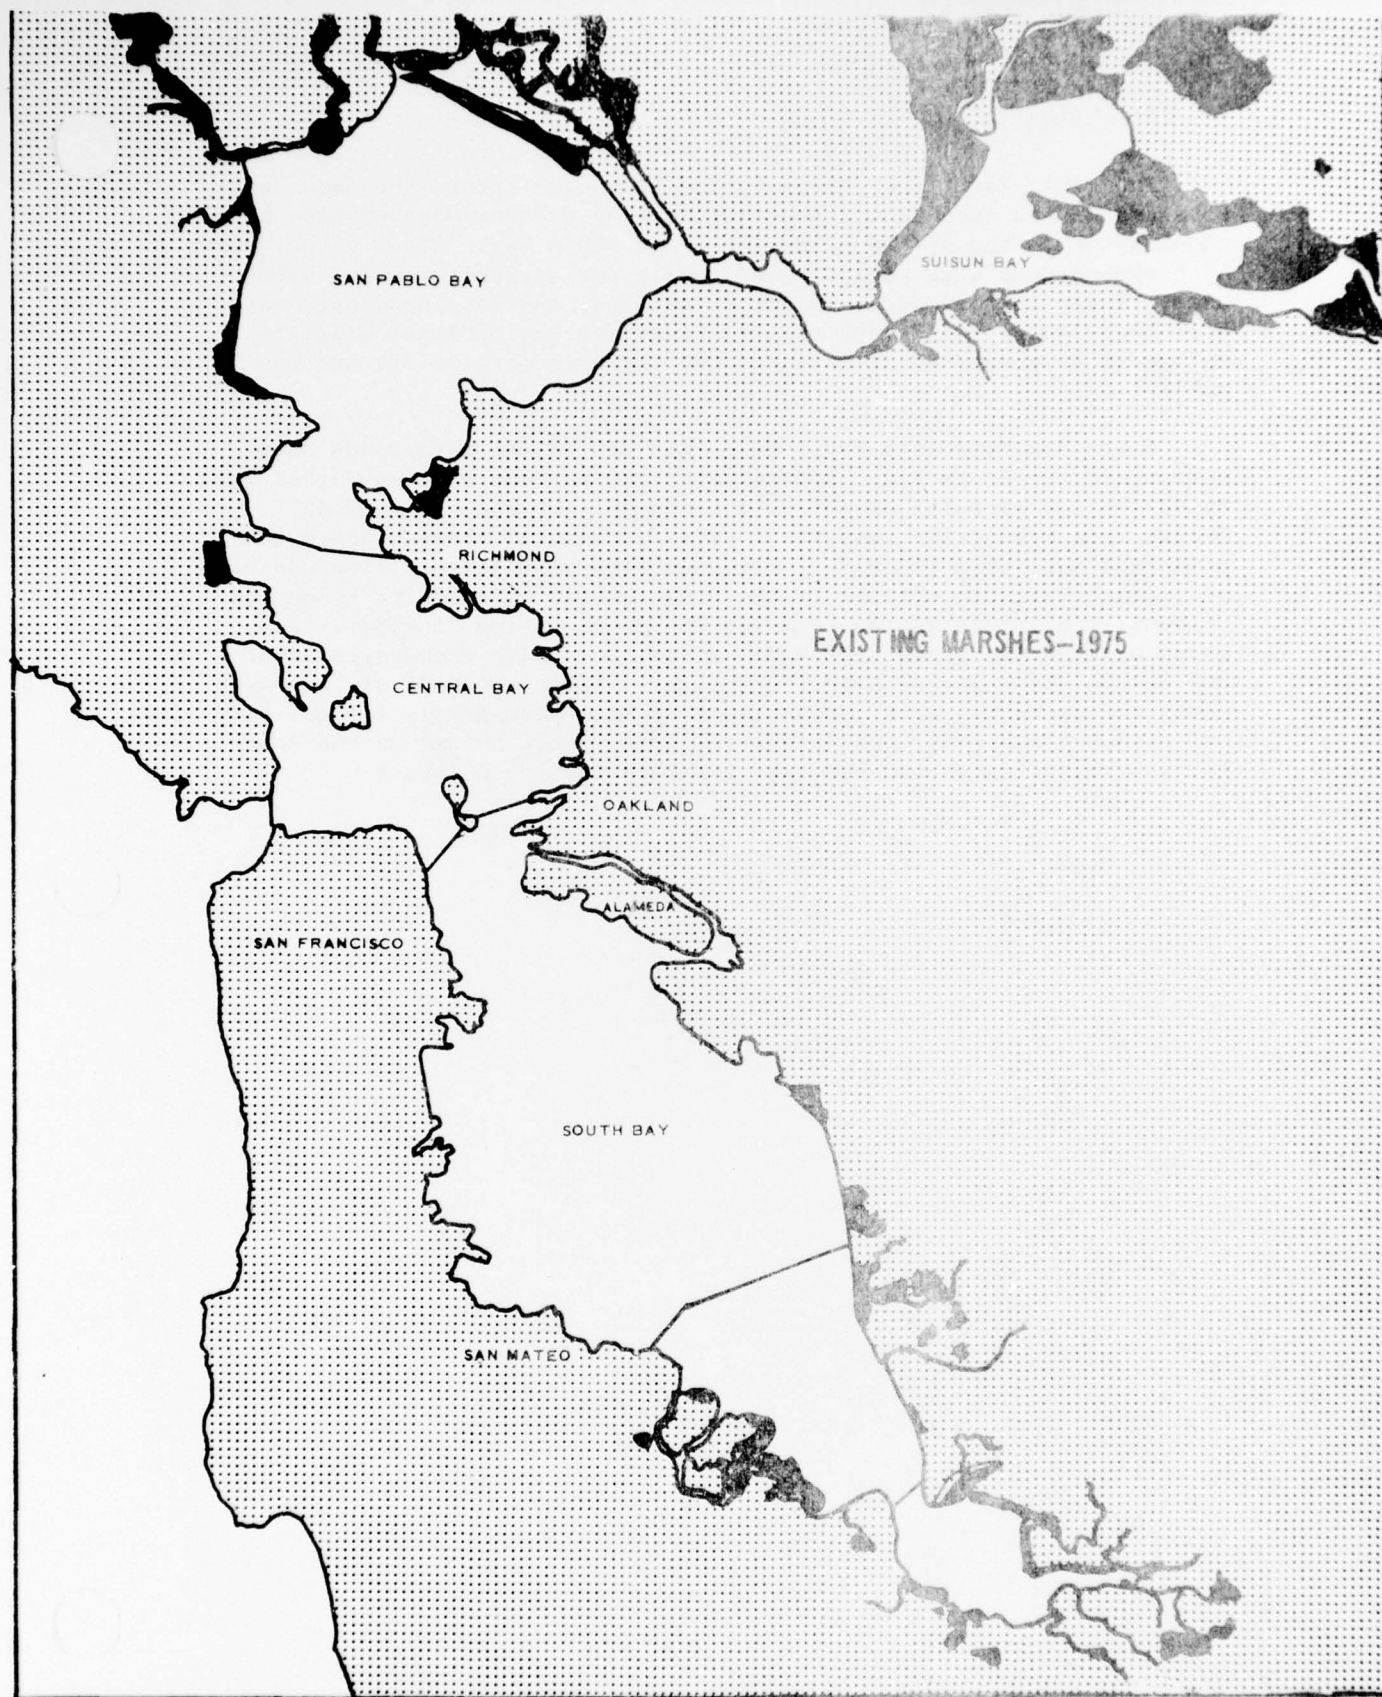 SAN PABLO BAY
SUISUN BAY
RICHMOND
EXISTING MARSHES—1975
CENTRAL BAY
OAKLAND
ALAMEDA
SAN FRANCISCO
SOUTH BAY
SAN MATEO